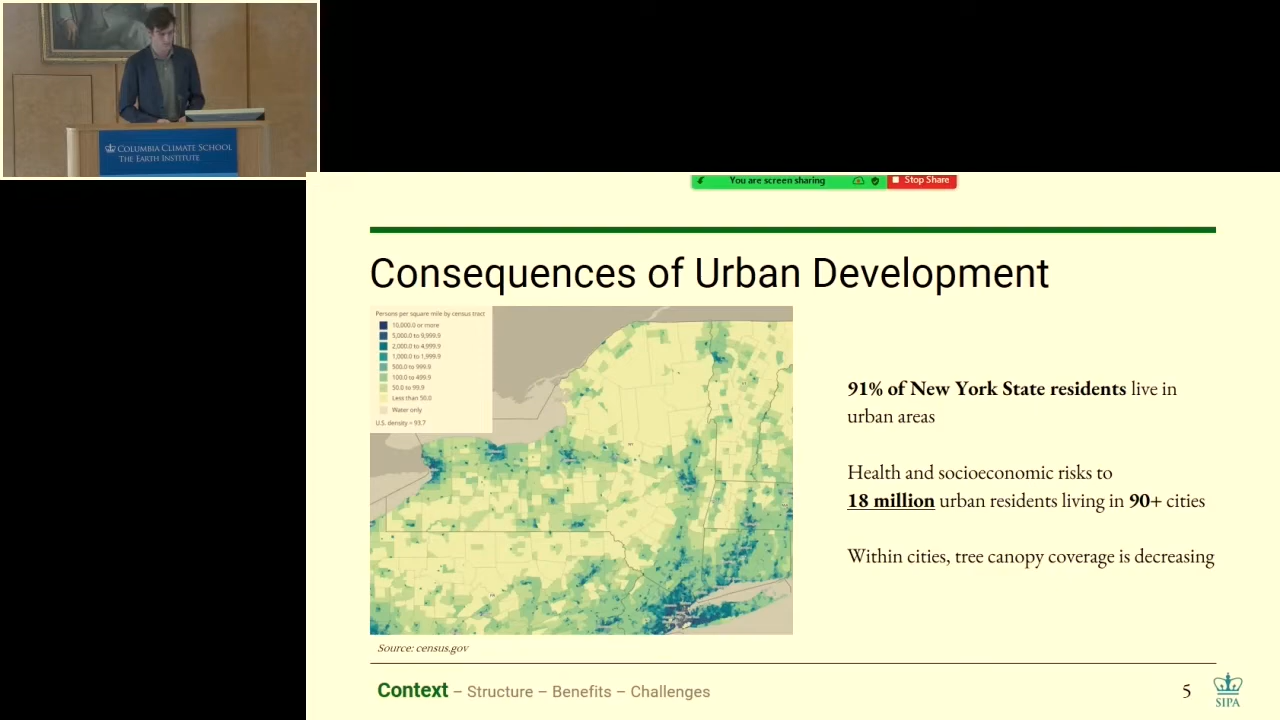 COLUMBIA CLIMATE SCHOOL
THE EARTH INSTITUTE
You are screen sharing
Stop Share
Consequences of Urban Development
Persons per square mile by census tract
10,000.0 or more
5,000.0 to 9,999.9
2,000.0 to 4,999.9
1,000.0 to 1,999.9
500.0 to 999.9
100.0 to 499.9
50.0 to 99.9
Less than 50.0
Water only
U.S. density = 93.7
91% of New York State residents live in
urban areas
Health and socioeconomic risks to
18 million urban residents living in 90+ cities
Within cities, tree canopy coverage is decreasing
Source: census.gov
Context – Structure – Benefits – Challenges
5
SIPA